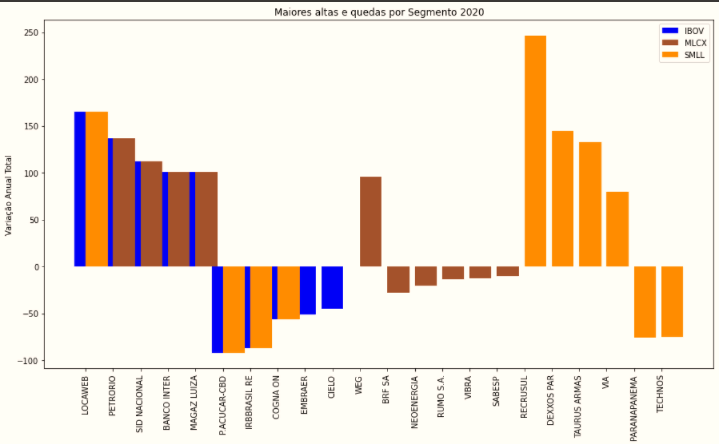 Maiores altas e quedas por Segmento 2020
IBOV
MLCX
SMLL
Variação Anual Total
250
200
150
100
50
0
−50
−100
LOCAWEB
PETRORIO
SID NACIONAL
BANCO INTER
MAGAZ LUIZA
P.ACUCAR-CBD
IRBBRASIL RE
COGNA ON
EMBRAER
CIELO
WEG
BRF SA
NEOENERGIA
RUMO S.A.
VIBRA
SABESP
RECRUSUL
DEXXOS PAR
TAURUS ARMAS
VIA
PARANAPANEMA
TECHNOS